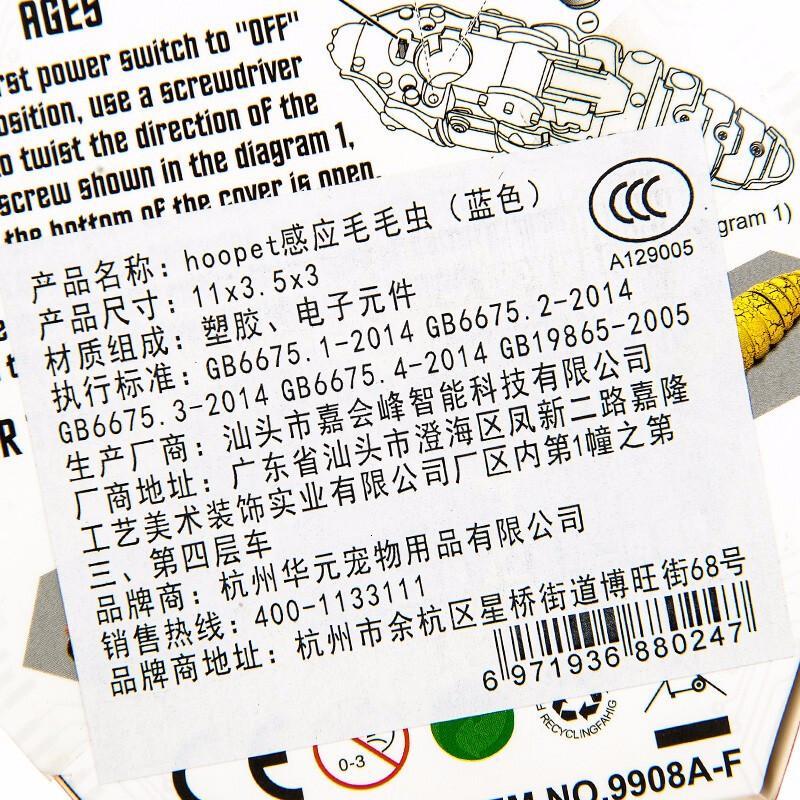 AGES
rst power switch to "OFF"
osition, use a screwdriver
o twist the direction of the
screw shown in the diagram 1,
the bottom of the cover is open.
gram 1)
CCC
A129005
产品名称：hoopet感应毛毛虫（蓝色）
产品尺寸：11x3.5x3
材质组成：塑胶、电子元件
执行标准：GB6675.1-2014 GB6675.2-2014
GB6675.3-2014 GB6675.4-2014 GB19865-2005
生产厂商：汕头市嘉会峰智能科技有限公司
厂商地址：广东省汕头市澄海区凤新二路嘉隆
工艺美术装饰实业有限公司厂区内第1幢之第
三、第四层车
品牌商：杭州华元宠物用品有限公司
销售热线：400-1133111
品牌商地址：杭州市余杭区星桥街道博旺街68号
6 971936 880247
CE
0-3
RECYCLINGFÄHIG
EM NO.9908A-F